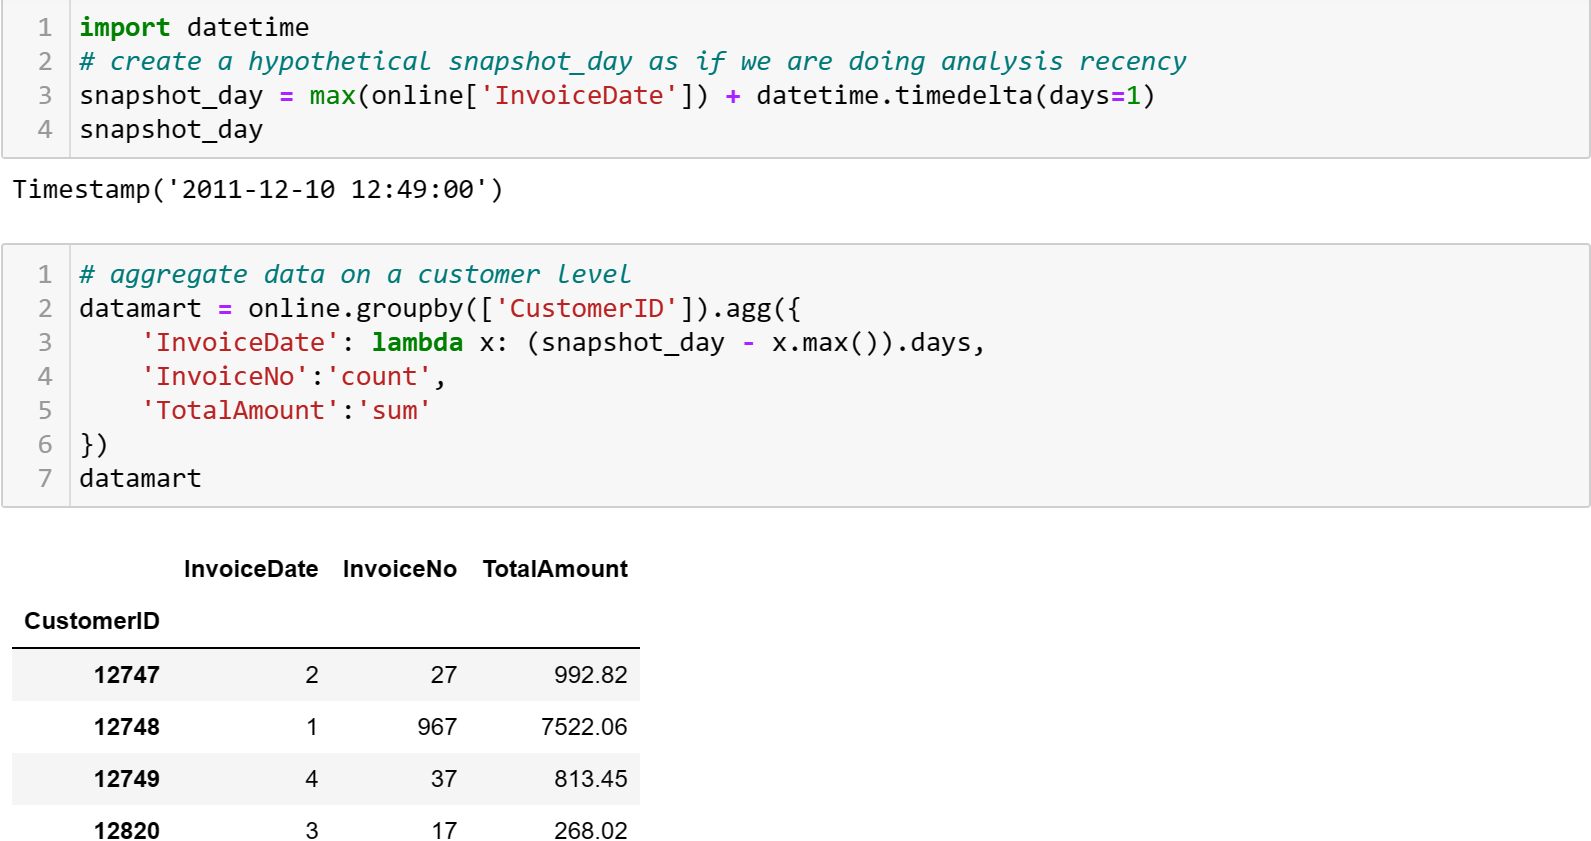 1 import datetime
2 # create a hypothetical snapshot_day as if we are doing analysis recency
3 snapshot_day = max(online['InvoiceDate']) + datetime.timedelta(days=1)
4 snapshot_day
Timestamp('2011-12-10 12:49:00')
1 # aggregate data on a customer level
2 datamart = online.groupby(['CustomerID']).agg({
3     'InvoiceDate': lambda x: (snapshot_day - x.max()).days,
4     'InvoiceNo':'count',
5     'TotalAmount':'sum'
6 })
7 datamart
InvoiceDate InvoiceNo TotalAmount
CustomerID
12747 2 27 992.82
12748 1 967 7522.06
12749 4 37 813.45
12820 3 17 268.02